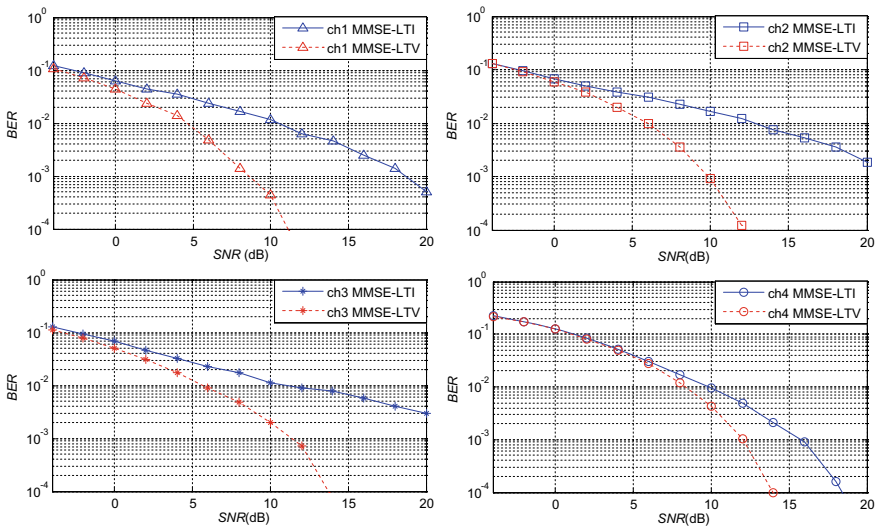 10^0
ch1 MMSE-LTI
ch1 MMSE-LTV
10^-1
10^-2
10^-3
10^-4
BER
0
5
10
15
20
SNR (dB)
10^0
ch2 MMSE-LTI
ch2 MMSE-LTV
10^-1
10^-2
10^-3
10^-4
BER
0
5
10
15
20
SNR(dB)
10^0
ch3 MMSE-LTI
ch3 MMSE-LTV
10^-1
10^-2
10^-3
10^-4
BER
0
5
10
15
20
SNR(dB)
10^0
ch4 MMSE-LTI
ch4 MMSE-LTV
10^-1
10^-2
10^-3
10^-4
BER
0
5
10
15
20
SNR(dB)